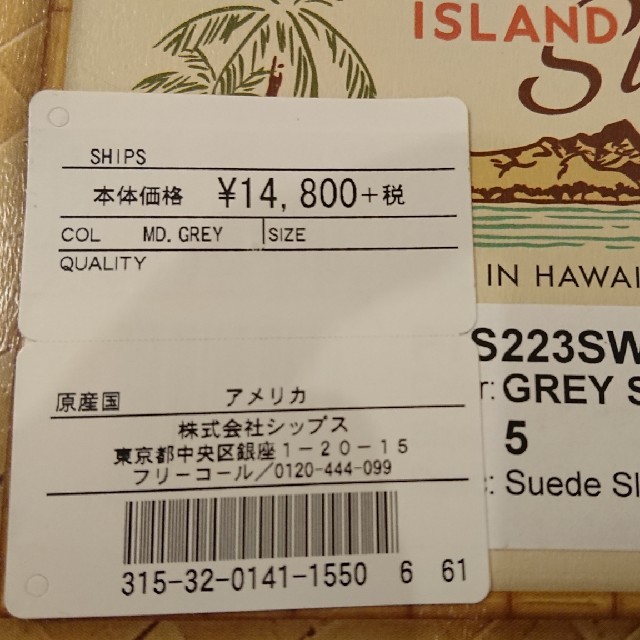 ISLAND
SHIPS
本体価格 ¥14,800+税
COL MD.GREY SIZE
QUALITY
IN HAWAI
S223SW
原産国 アメリカ
GREY S
株式会社シップス
東京都中央区銀座1-20-15
5
フリーコール/0120-444-099
Suede Sl
315-32-0141-1550 6 61